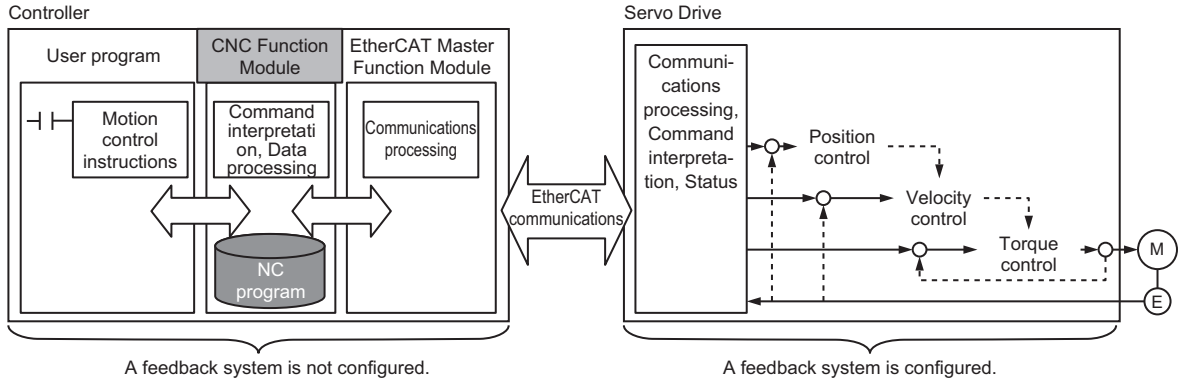 Controller
User program
CNC Function
Module
EtherCAT Master
Function Module
Motion
control
instructions
Command
interpretati
on, Data
processing
Communications
processing
NC
program
A feedback system is not configured.
EtherCAT
communications
Servo Drive
Communi-
cations
processing,
Command
interpreta-
tion, Status
Position
control
Velocity
control
Torque
control
M
E
A feedback system is configured.